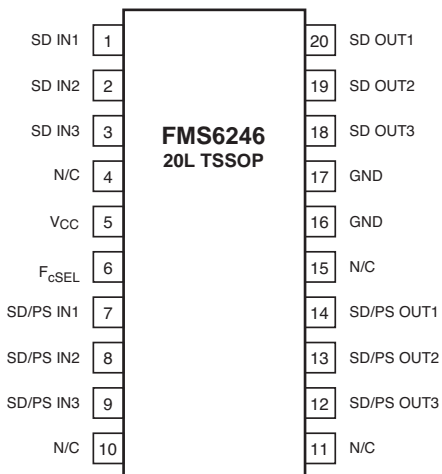 SD IN1 1 20 SD OUT1
SD IN2 2 19 SD OUT2
SD IN3 3 18 SD OUT3
FMS6246
20L TSSOP
N/C 4 17 GND
VCC 5 16 GND
FcSEL 6 15 N/C
SD/PS IN1 7 14 SD/PS OUT1
SD/PS IN2 8 13 SD/PS OUT2
SD/PS IN3 9 12 SD/PS OUT3
N/C 10 11 N/C